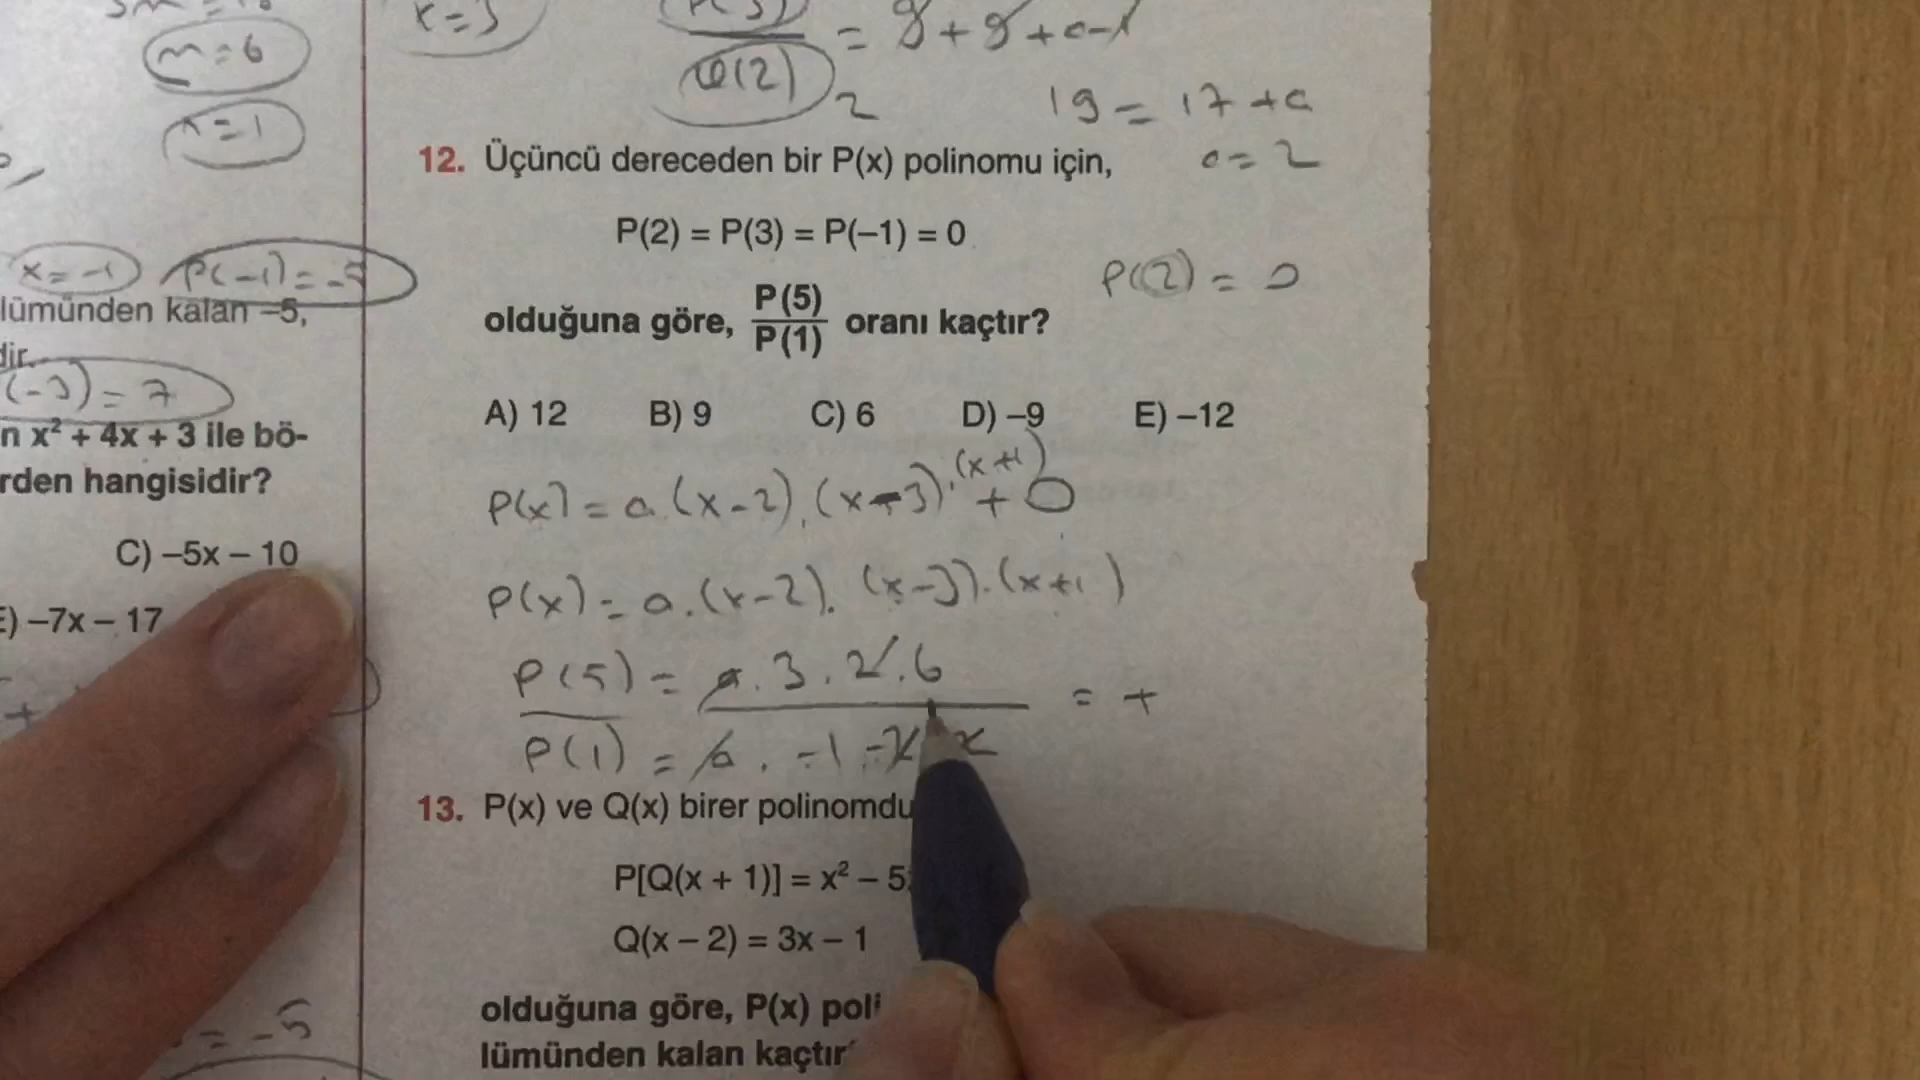 m = 6
x = 1
x = -1
P(-1) = -5
lümünden kalan –5,
dir.
(-3) = 7
n x² + 4x + 3 ile bö-
rden hangisidir?
C) –5x – 10
E) –7x – 17
= -5
x = 3
Q(2)
2
= 8 + 8 + a - 1
19 = 17 + a
a = 2
12. Üçüncü dereceden bir P(x) polinomu için,
P(2) = P(3) = P(–1) = 0
P(2) = 0
olduğuna göre, P(5)/P(1) oranı kaçtır?
A) 12 B) 9 C) 6 D) –9 E) –12
P(x) = a.(x-2).(x-3).(x+1) + 0
P(x) = a.(x-2).(x-3).(x+1)
P(5) = a.3.2.6
= +
P(1) = a.-1.-2.2
13. P(x) ve Q(x) birer polinomdu
P[Q(x + 1)] = x² – 5
Q(x – 2) = 3x – 1
olduğuna göre, P(x) poli
lümünden kalan kaçtır